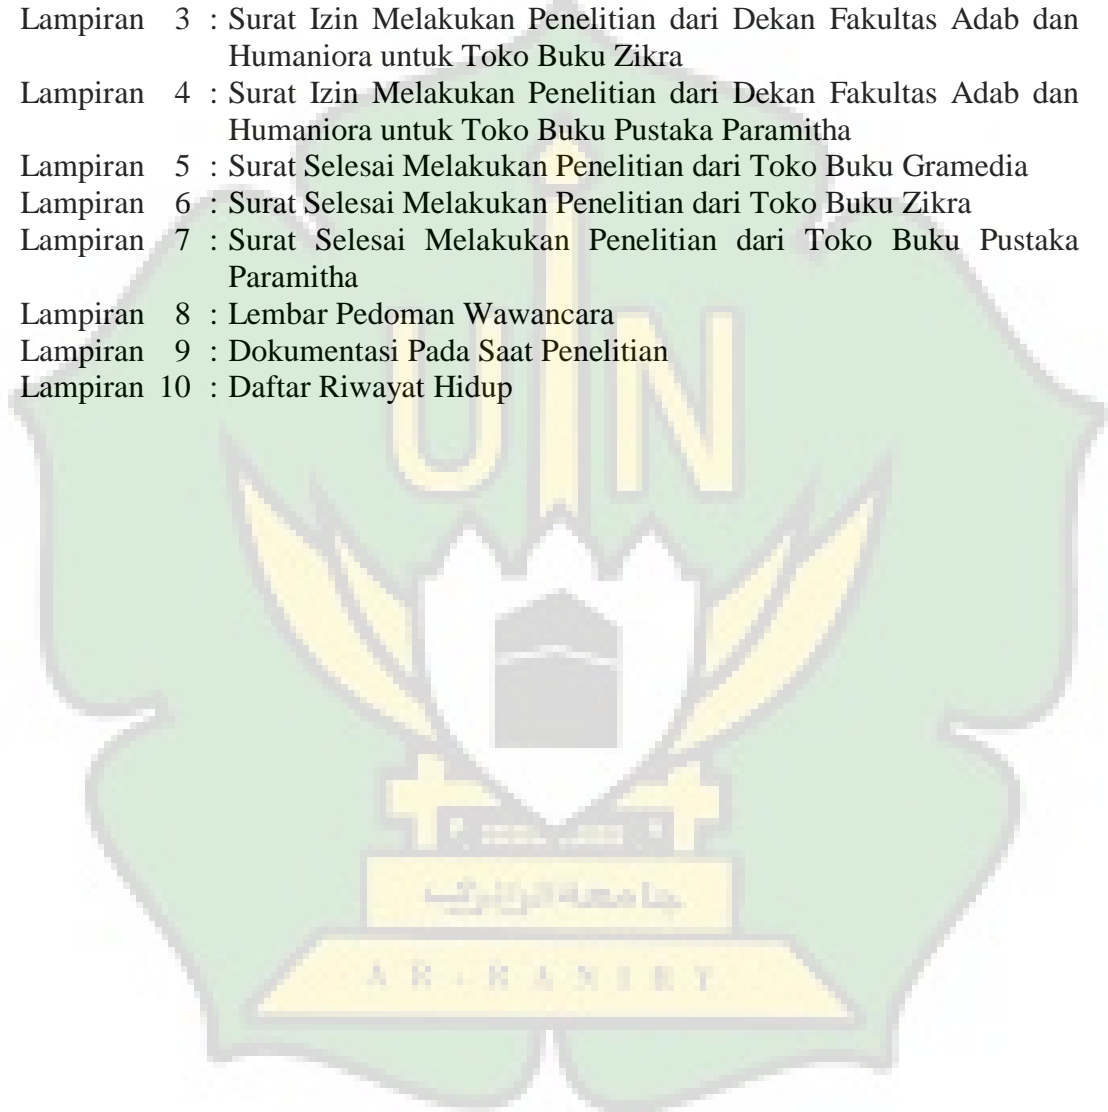 Lampiran 3 : Surat Izin Melakukan Penelitian dari Dekan Fakultas Adab dan
Humaniora untuk Toko Buku Zikra
Lampiran 4 : Surat Izin Melakukan Penelitian dari Dekan Fakultas Adab dan
Humaniora untuk Toko Buku Pustaka Paramitha
Lampiran 5 : Surat Selesai Melakukan Penelitian dari Toko Buku Gramedia
Lampiran 6 : Surat Selesai Melakukan Penelitian dari Toko Buku Zikra
Lampiran 7 : Surat Selesai Melakukan Penelitian dari Toko Buku Pustaka
Paramitha
Lampiran 8 : Lembar Pedoman Wawancara
Lampiran 9 : Dokumentasi Pada Saat Penelitian
Lampiran 10 : Daftar Riwayat Hidup
UIN
جامعة الرانري
AR-RANIRY